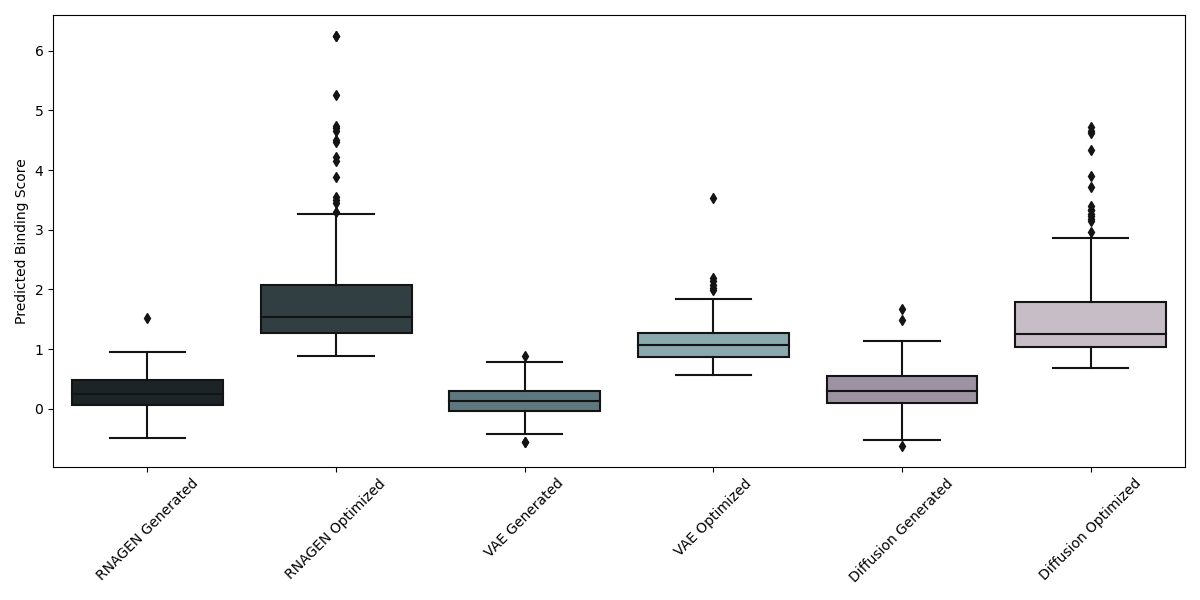 Predicted Binding Score
6
5
4
3
2
1
0
RNAGEN Generated
RNAGEN Optimized
VAE Generated
VAE Optimized
Diffusion Generated
Diffusion Optimized